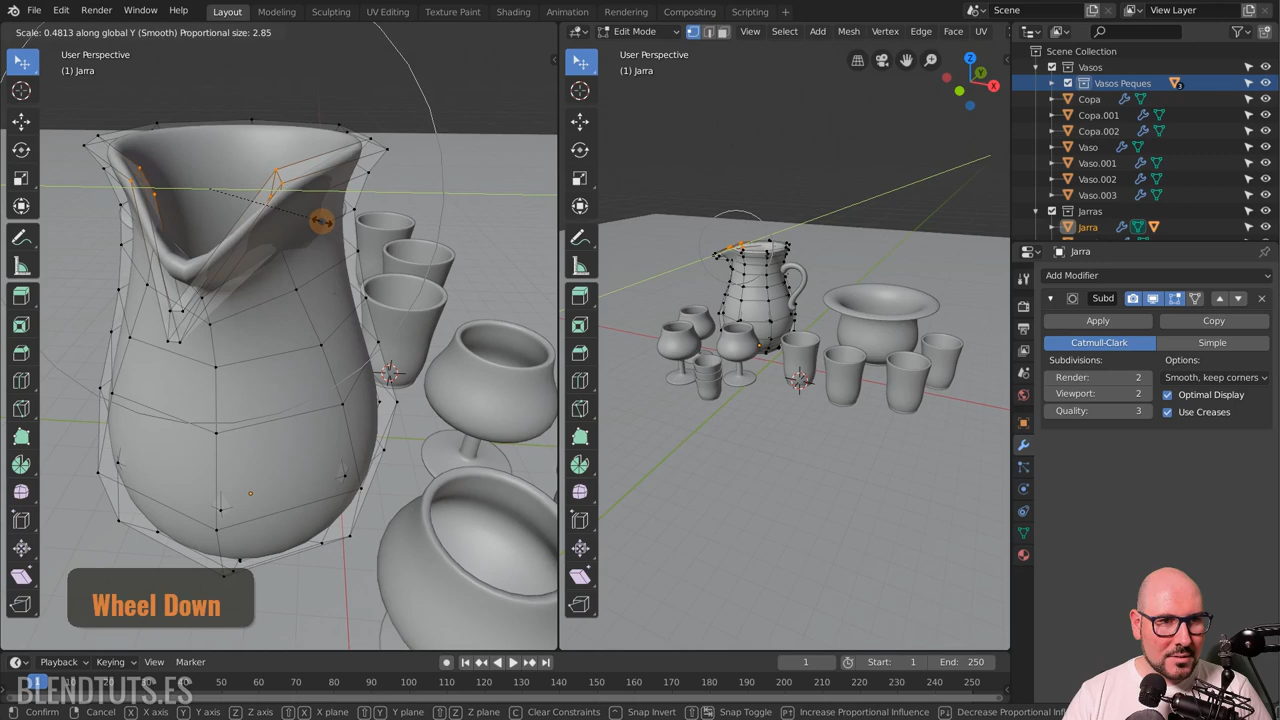 File Edit Render Window Help Layout Modeling Sculpting UV Editing Texture Paint Shading Animation Rendering Compositing Scripting + Scene View Layer
Scale: 0.4813 along global Y (Smooth) Proportional size: 2.85
Edit Mode View Select Add Mesh Vertex Edge Face UV
User Perspective
(1) Jarra
User Perspective
(1) Jarra
Z
Y
X
Scene Collection
Vasos
Vasos Peques
3
Copa
Copa.001
Copa.002
Vaso
Vaso.001
Vaso.002
Vaso.003
Jarras
Jarra
Jarra
Add Modifier
Subd
Apply Copy
Catmull-Clark Simple
Subdivisions: Options:
Render: 2 Smooth, keep corners
Viewport: 2 Optimal Display
Quality: 3 Use Creases
Wheel Down
Playback Keying View Marker 1 Start: 1 End: 250
1 20 30 40 50 60 70 80 90 100 110 120 130 140 150 160 170 180 190 200 210 220 230 240 250
BLENDTUTS.ES
Confirm Cancel X X axis Y Y axis Z Z axis X X plane Y Y plane Z Z plane C Clear Constraints Snap Invert Snap Toggle Increase Proportional Influence Decrease Proportional Influence